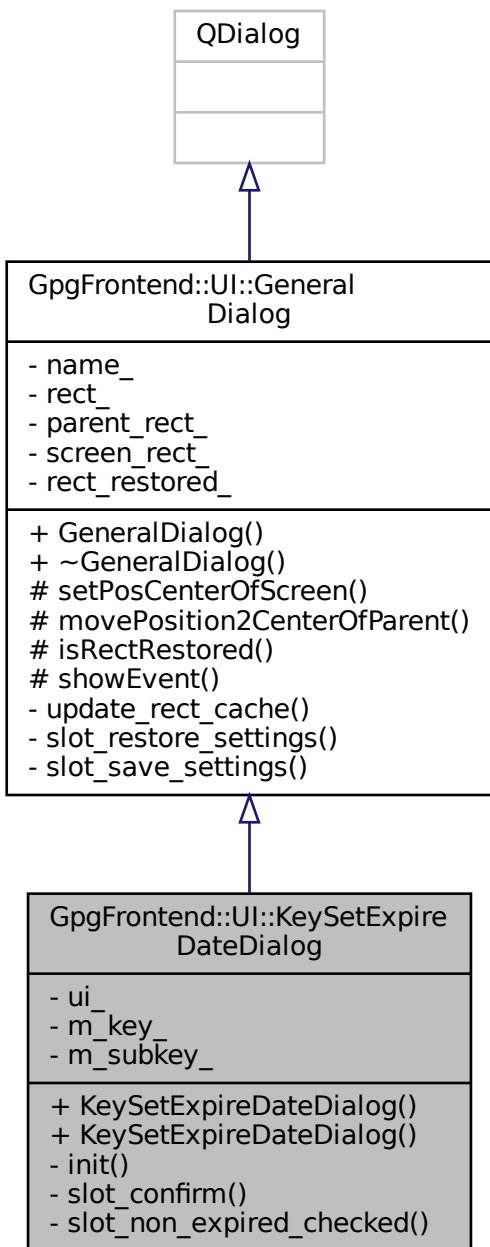 QDialog
GpgFrontend::UI::General
Dialog
- name_
- rect_
- parent_rect_
- screen_rect_
- rect_restored_
+ GeneralDialog()
+ ~GeneralDialog()
# setPosCenterOfScreen()
# movePosition2CenterOfParent()
# isRectRestored()
# showEvent()
- update_rect_cache()
- slot_restore_settings()
- slot_save_settings()
GpgFrontend::UI::KeySetExpire
DateDialog
- ui_
- m_key_
- m_subkey_
+ KeySetExpireDateDialog()
+ KeySetExpireDateDialog()
- init()
- slot_confirm()
- slot_non_expired_checked()